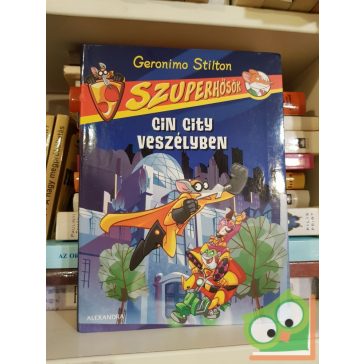 Geronimo Stilton
SZUPERHŐSÖK
CIN CITY
VESZÉLYBEN
ALEXANDRA